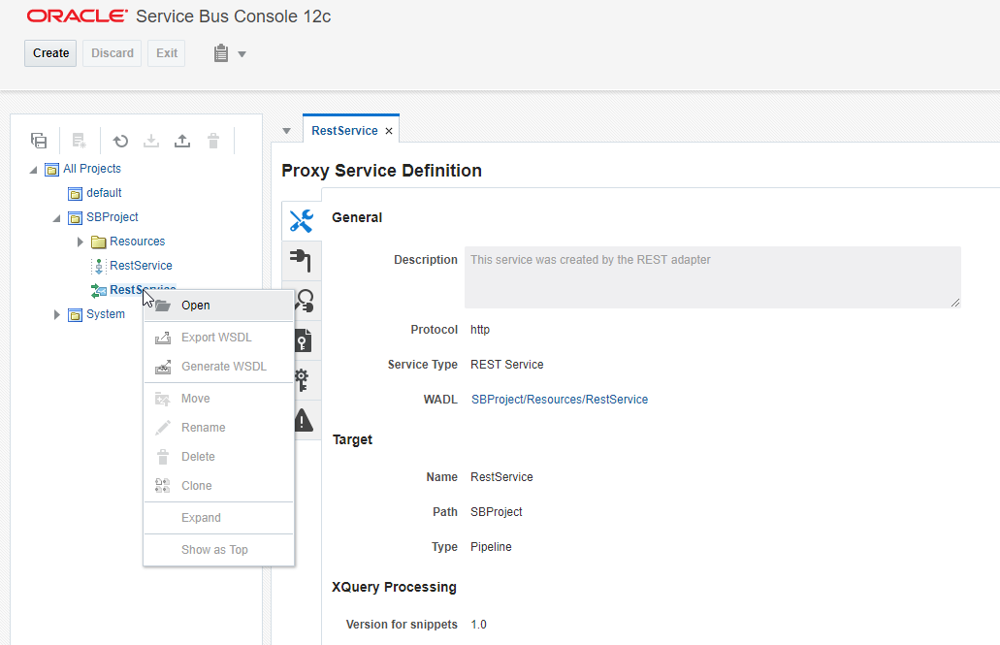 ORACLE® Service Bus Console 12c
Create Discard Exit
RestService ×
All Projects
default
SBProject
Resources
RestService
RestService
System
Open
Export WSDL
Generate WSDL
Move
Rename
Delete
Clone
Expand
Show as Top
Proxy Service Definition
General
Description This service was created by the REST adapter
Protocol http
Service Type REST Service
WADL SBProject/Resources/RestService
Target
Name RestService
Path SBProject
Type Pipeline
XQuery Processing
Version for snippets 1.0